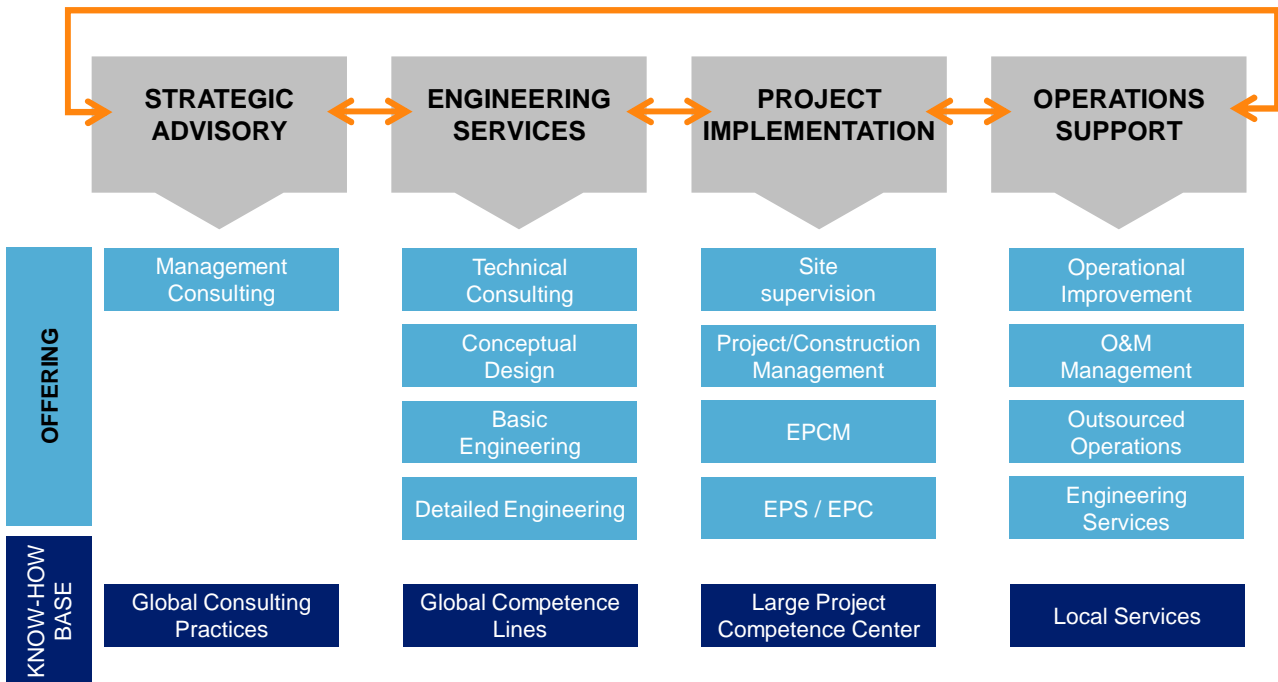 STRATEGIC
ADVISORY
ENGINEERING
SERVICES
PROJECT
IMPLEMENTATION
OPERATIONS
SUPPORT
OFFERING
Management
Consulting
Technical
Consulting
Site
supervision
Operational
Improvement
Conceptual
Design
Project/Construction
Management
O&M
Management
Basic
Engineering
EPCM
Outsourced
Operations
Detailed Engineering
EPS / EPC
Engineering
Services
KNOW-HOW
BASE
Global Consulting
Practices
Global Competence
Lines
Large Project
Competence Center
Local Services